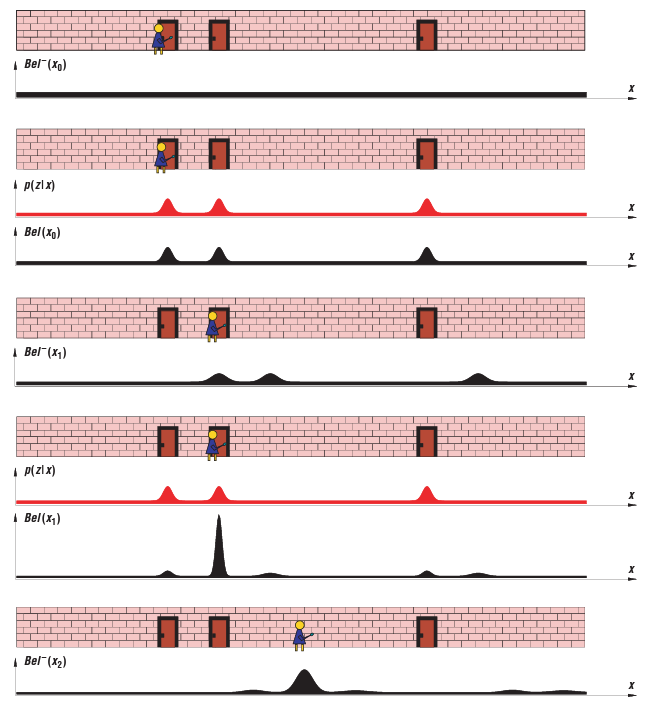 Bel⁻(x₀)
x
p(z|x)
x
Bel(x₀)
x
Bel⁻(x₁)
x
p(z|x)
x
Bel(x₁)
x
Bel⁻(x₂)
x